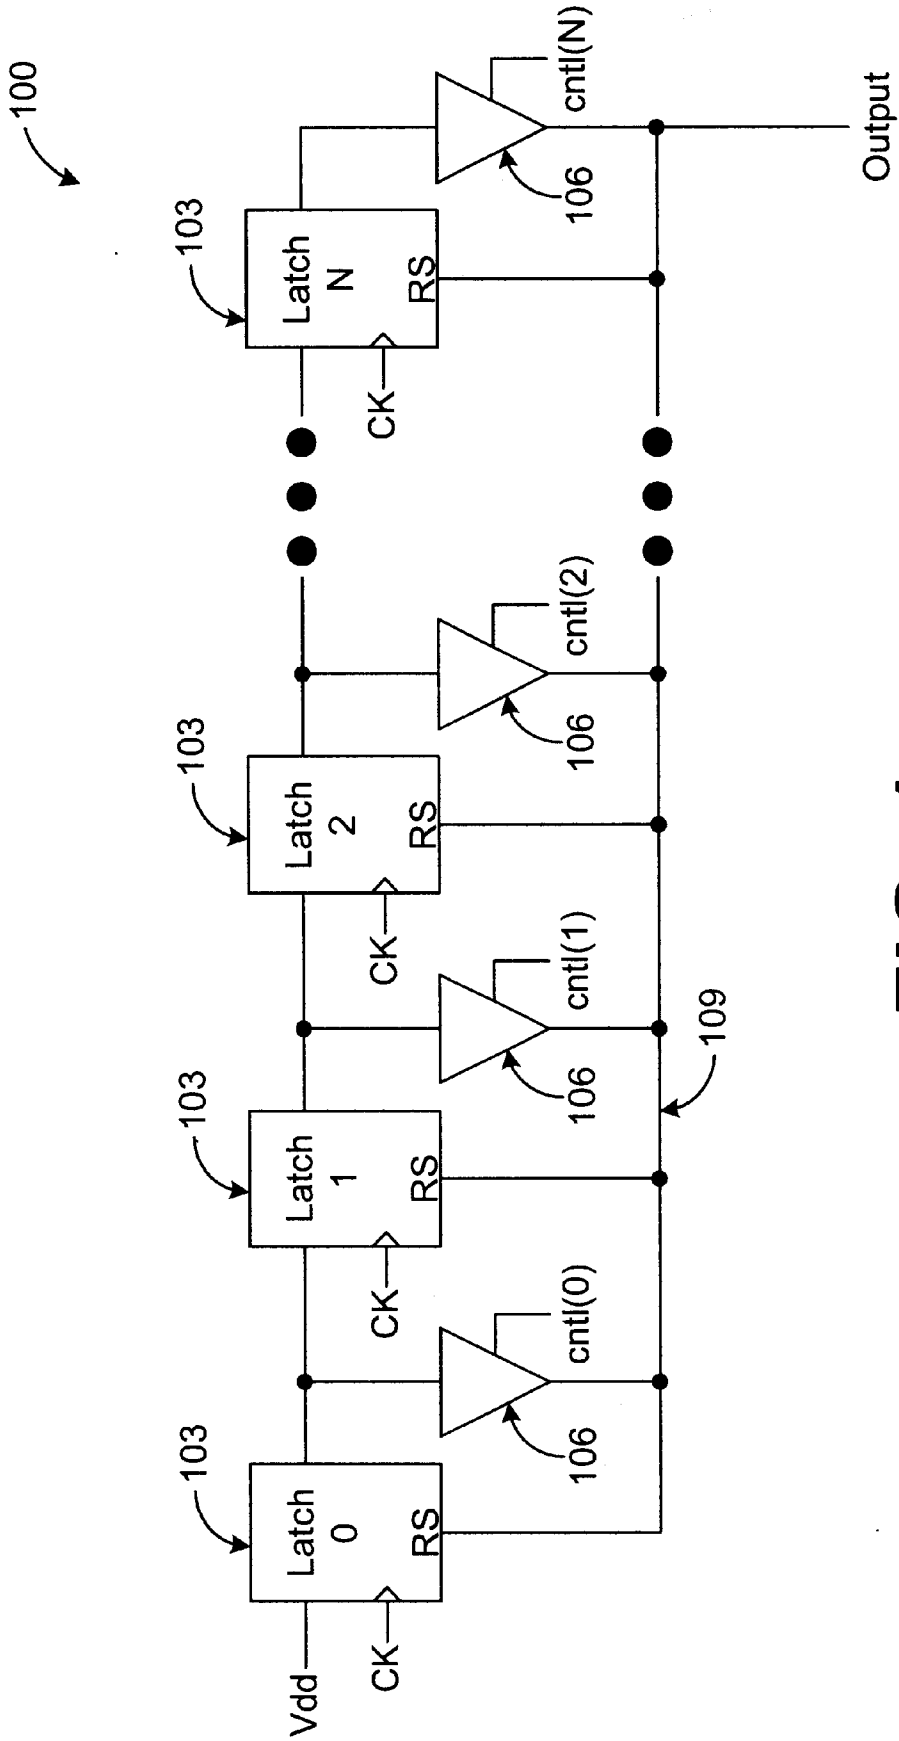 100
103
103
103
103
Vdd
Latch
0
Latch
1
Latch
2
Latch
N
CK
CK
CK
CK
RS
RS
RS
RS
106
106
106
106
cntl(0)
cntl(1)
cntl(2)
cntl(N)
109
Output